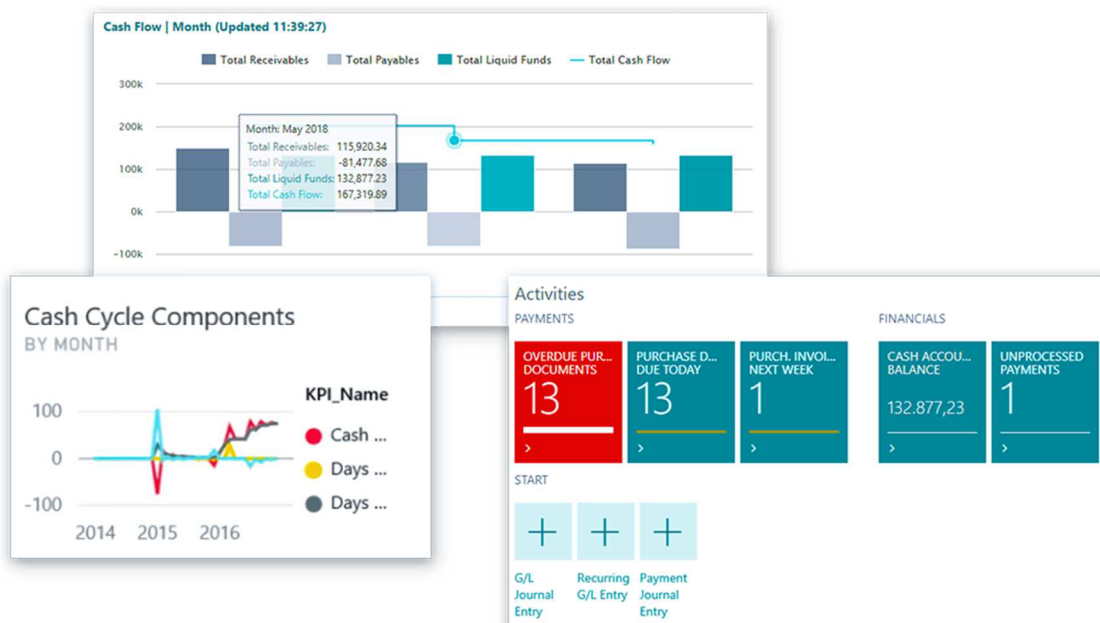 Cash Flow | Month (Updated 11:39:27)
Total Receivables Total Payables Total Liquid Funds Total Cash Flow
300k
200k
100k
0k
-100k
Month: May 2018
Total Receivables: 115,920.34
Total Payables: -81,477.68
Total Liquid Funds: 132,877.23
Total Cash Flow: 167,319.89
Cash Cycle Components
BY MONTH
100
0
-100
2014 2015 2016
KPI_Name
Cash ...
Days ...
Days ...
Activities
PAYMENTS
OVERDUE PUR...
DOCUMENTS
13
PURCHASE D...
DUE TODAY
13
PURCH. INVOI...
NEXT WEEK
1
FINANCIALS
CASH ACCOU...
BALANCE
132.877,23
UNPROCESSED
PAYMENTS
1
START
G/L
Journal
Entry
Recurring
G/L Entry
Payment
Journal
Entry